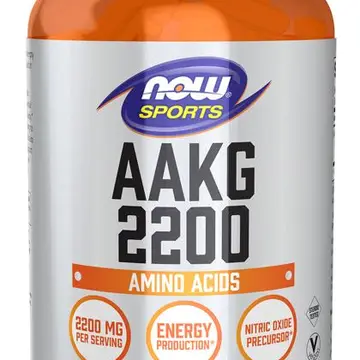 NOW
SPORTS
AAKG
2200
AMINO ACIDS
2200 MG
PER SERVING
ENERGY
PRODUCTION*
NITRIC OXIDE
PRECURSOR*
V